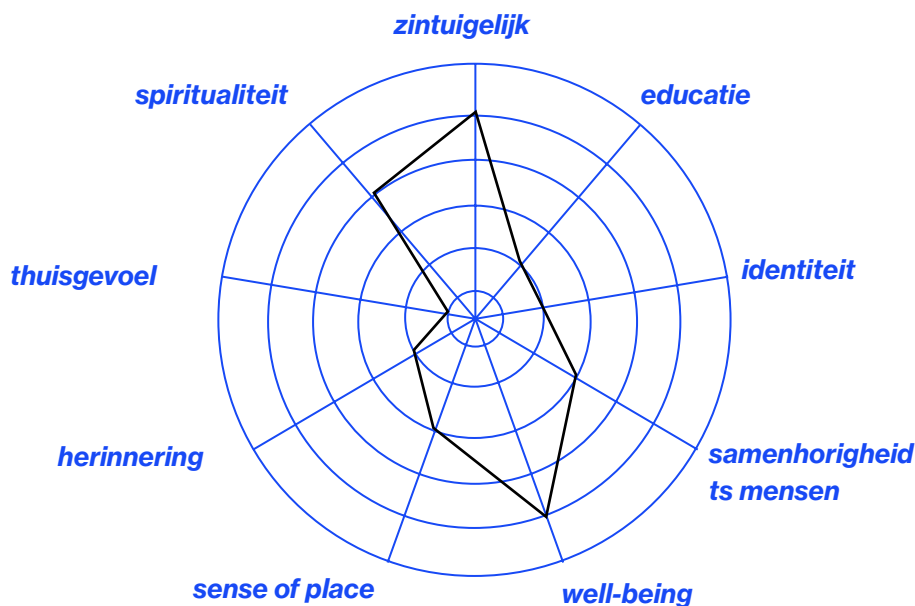 zintuigelijk
educatie
identiteit
samenhorigheid
ts mensen
well-being
sense of place
herinnering
thuisgevoel
spiritualiteit